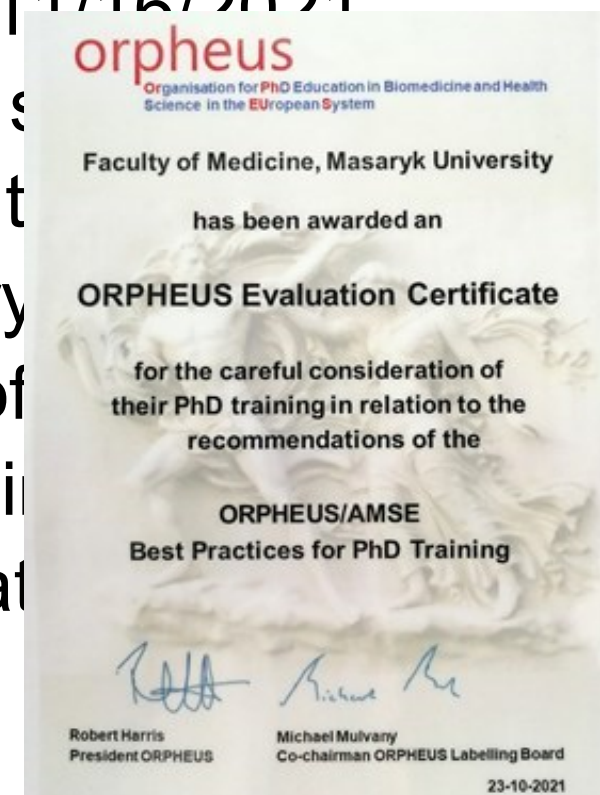 11/16/2021
orpheus
Organisation for PhD Education in Biomedicine and Health
Science in the EUropean System
Faculty of Medicine, Masaryk University
has been awarded an
ORPHEUS Evaluation Certificate
for the careful consideration of
their PhD training in relation to the
recommendations of the
ORPHEUS/AMSE
Best Practices for PhD Training
Robert Harris
President ORPHEUS
Michael Mulvany
Co-chairman ORPHEUS Labelling Board
23-10-2021